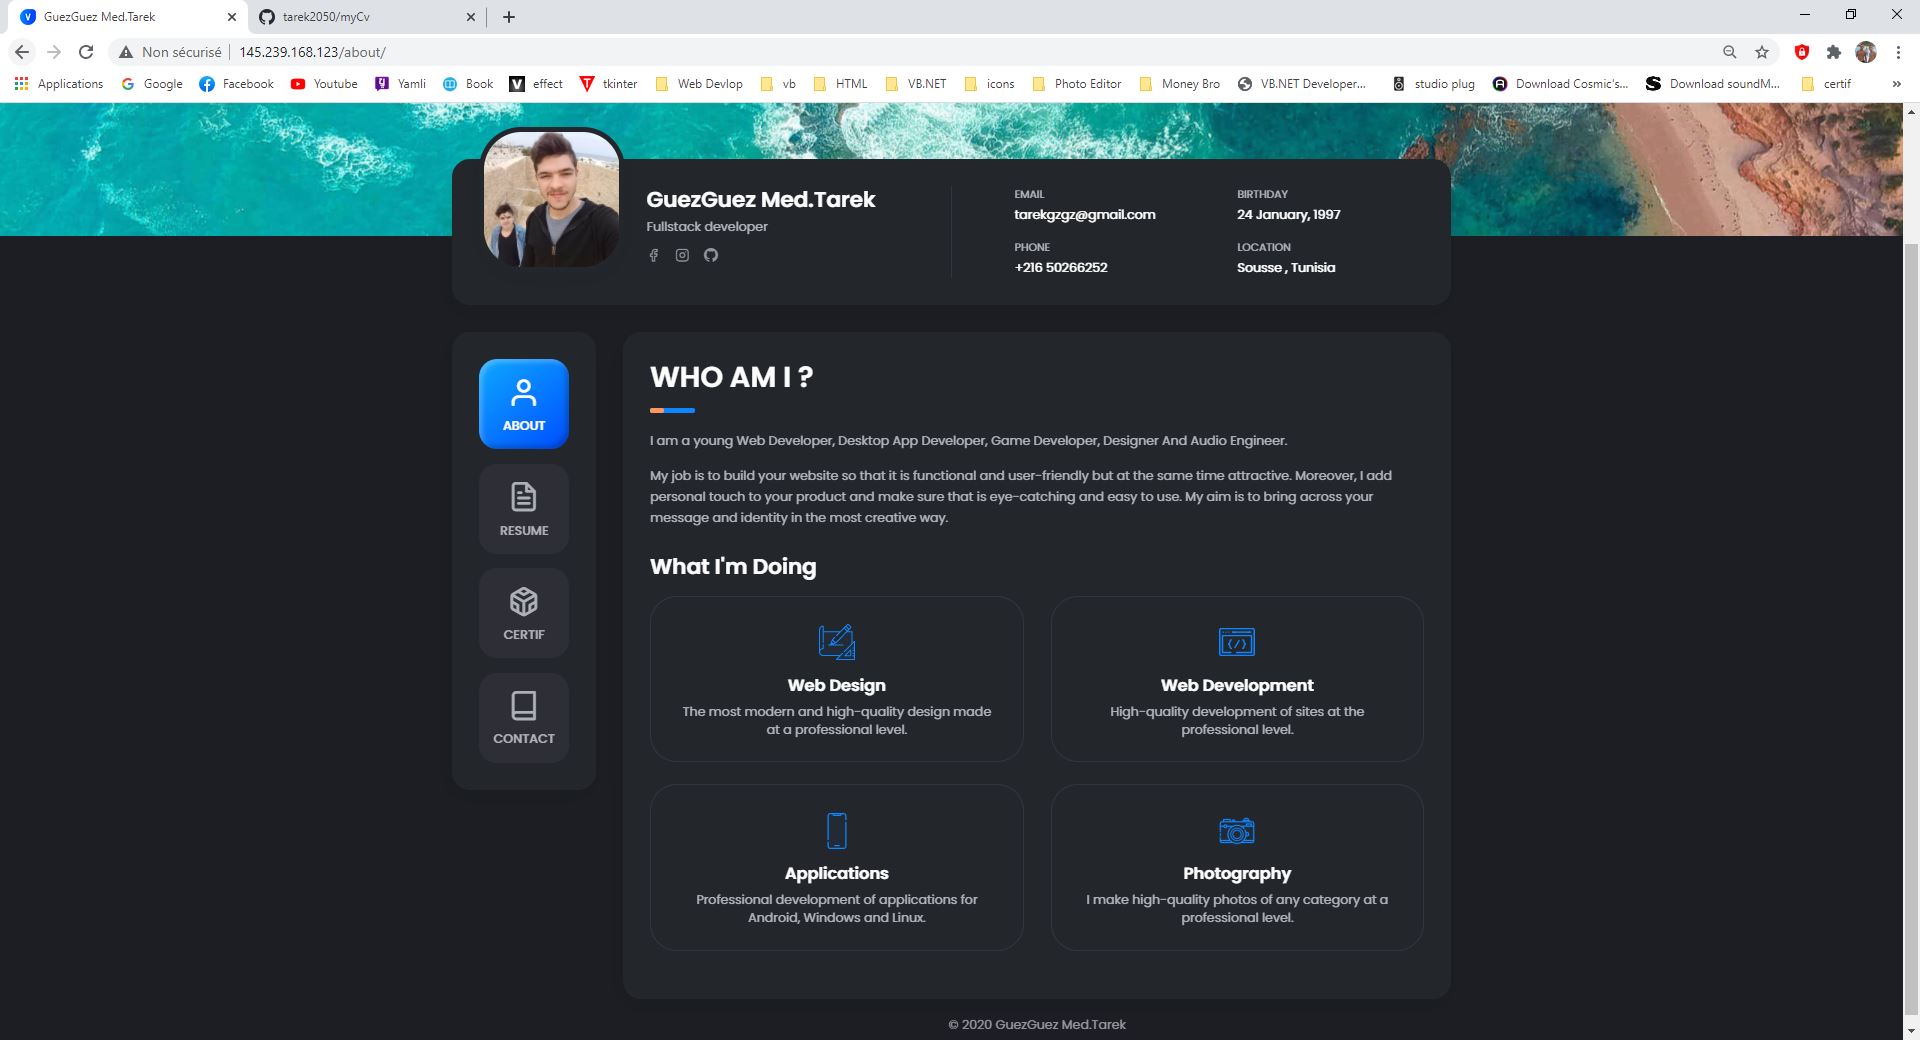 GuezGuez Med.Tarek
tarek2050/myCv
Non sécurisé 145.239.168.123/about/
Applications Google Facebook Youtube Yamli Book effect tkinter Web Devlop vb HTML VB.NET icons Photo Editor Money Bro VB.NET Developer... studio plug Download Cosmic's... Download soundM... certif
GuezGuez Med.Tarek
Fullstack developer
EMAIL
tarekgzgz@gmail.com
BIRTHDAY
24 January, 1997
PHONE
+216 50266252
LOCATION
Sousse , Tunisia
ABOUT
RESUME
CERTIF
CONTACT
WHO AM I ?
I am a young Web Developer, Desktop App Developer, Game Developer, Designer And Audio Engineer.
My job is to build your website so that it is functional and user-friendly but at the same time attractive. Moreover, I add
personal touch to your product and make sure that is eye-catching and easy to use. My aim is to bring across your
message and identity in the most creative way.
What I'm Doing
Web Design
The most modern and high-quality design made
at a professional level.
Web Development
High-quality development of sites at the
professional level.
Applications
Professional development of applications for
Android, Windows and Linux.
Photography
I make high-quality photos of any category at a
professional level.
© 2020 GuezGuez Med.Tarek